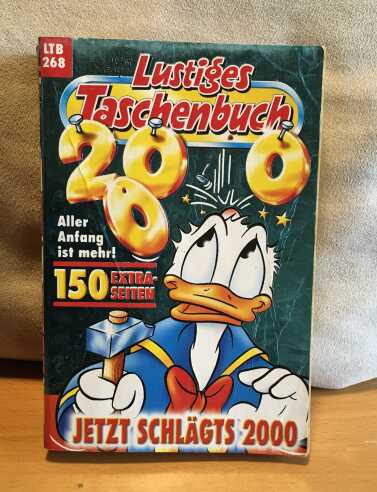 LTB
268
Lustiges
Taschenbuch
2000
Aller
Anfang
ist mehr!
150 EXTRA-
SEITEN
JETZT SCHLÄGTS 2000